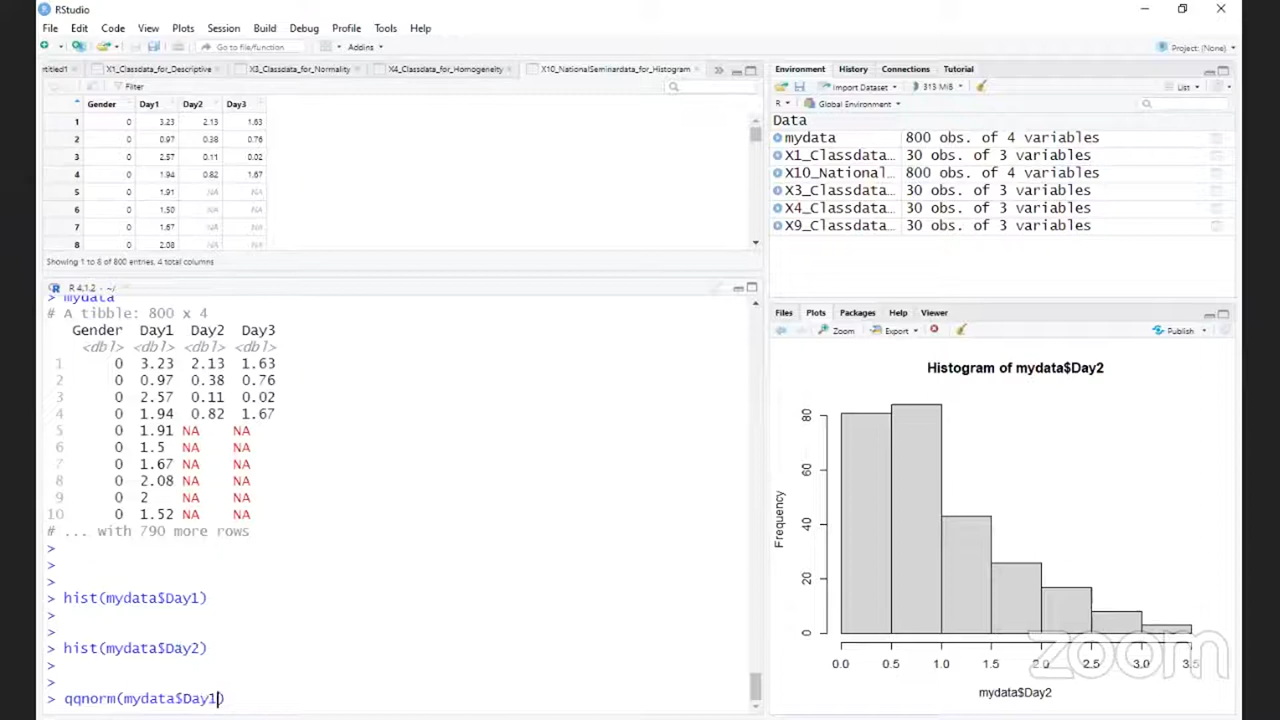 RStudio
File Edit Code View Plots Session Build Debug Profile Tools Help
Go to file/function Addins Project: (None)
ntitled1 X1_Classdata_for_Descriptive X3_Classdata_for_Normality X4_Classdata_for_Homogeneity X10_NationalSeminardata_for_Histogram
Filter
Gender Day1 Day2 Day3
1 0 3.23 2.13 1.63
2 0 0.97 0.38 0.76
3 0 2.57 0.11 0.02
4 0 1.94 0.82 1.67
5 0 1.91 NA NA
6 0 1.50 NA NA
7 0 1.67 NA NA
8 0 2.08 NA NA
Showing 1 to 8 of 800 entries, 4 total columns
R 4.1.2 · ~/
> mydata
# A tibble: 800 x 4
Gender Day1 Day2 Day3
<dbl> <dbl> <dbl> <dbl>
1 0 3.23 2.13 1.63
2 0 0.97 0.38 0.76
3 0 2.57 0.11 0.02
4 0 1.94 0.82 1.67
5 0 1.91 NA NA
6 0 1.5 NA NA
7 0 1.67 NA NA
8 0 2.08 NA NA
9 0 2 NA NA
10 0 1.52 NA NA
# ... with 790 more rows
>
>
>
> hist(mydata$Day1)
>
>
> hist(mydata$Day2)
>
>
> qqnorm(mydata$Day1)
Environment History Connections Tutorial
Import Dataset 313 MiB List
R Global Environment
Data
mydata 800 obs. of 4 variables
X1_Classdata… 30 obs. of 3 variables
X10_National… 800 obs. of 4 variables
X3_Classdata… 30 obs. of 3 variables
X4_Classdata… 30 obs. of 3 variables
X9_Classdata… 30 obs. of 3 variables
Files Plots Packages Help Viewer
Zoom Export Publish
Histogram of mydata$Day2
Frequency
80
60
40
20
0
0.0 0.5 1.0 1.5 2.0 2.5 3.0 3.5
mydata$Day2
zoom